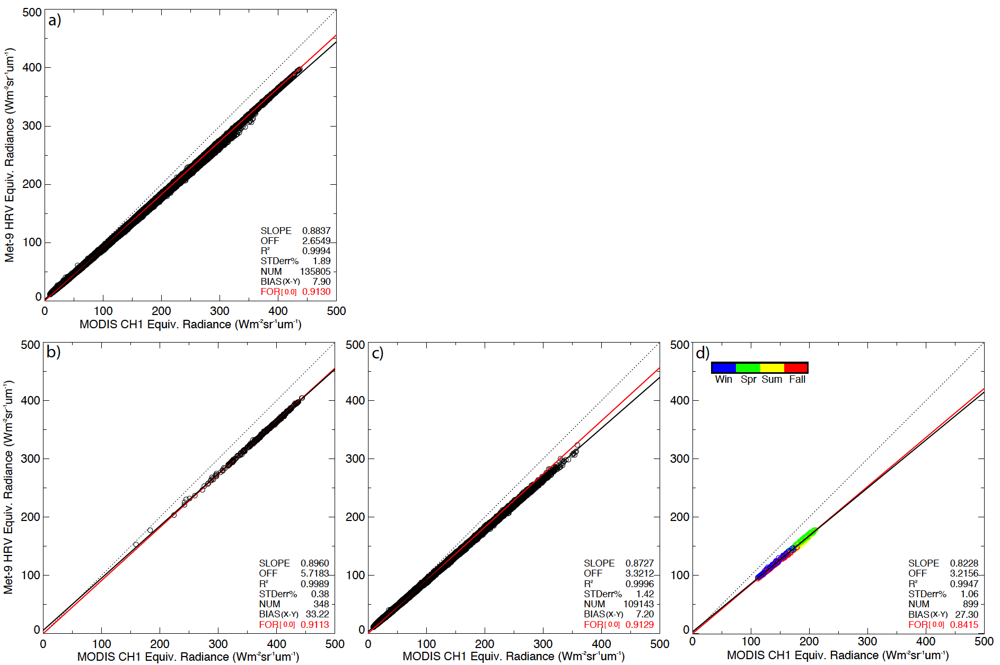 a)
500
400
300
200
100
0
Met-9 HRV Equiv. Radiance (Wm-2sr-1um-1)
SLOPE 0.8837
OFF 2.6549
R² 0.9994
STDerr% 1.89
NUM 135805
BIAS(X-Y) 7.90
FOR[ 0.0] 0.9130
0 100 200 300 400 500
MODIS CH1 Equiv. Radiance (Wm-2sr-1um-1)
b)
500
400
300
200
100
0
Met-9 HRV Equiv. Radiance (Wm-2sr-1um-1)
SLOPE 0.8960
OFF 5.7183
R² 0.9989
STDerr% 0.38
NUM 348
BIAS(X-Y) 33.22
FOR[ 0.0] 0.9113
0 100 200 300 400 500
MODIS CH1 Equiv. Radiance (Wm-2sr-1um-1)
c)
500
400
300
200
100
0
SLOPE 0.8727
OFF 3.3212
R² 0.9996
STDerr% 1.42
NUM 109143
BIAS(X-Y) 7.20
FOR[ 0.0] 0.9129
0 100 200 300 400 500
MODIS CH1 Equiv. Radiance (Wm-2sr-1um-1)
d)
Win Spr Sum Fall
500
400
300
200
100
0
SLOPE 0.8228
OFF 3.2156
R² 0.9947
STDerr% 1.06
NUM 899
BIAS(X-Y) 27.30
FOR[ 0.0] 0.8415
0 100 200 300 400 500
MODIS CH1 Equiv. Radiance (Wm-2sr-1um-1)